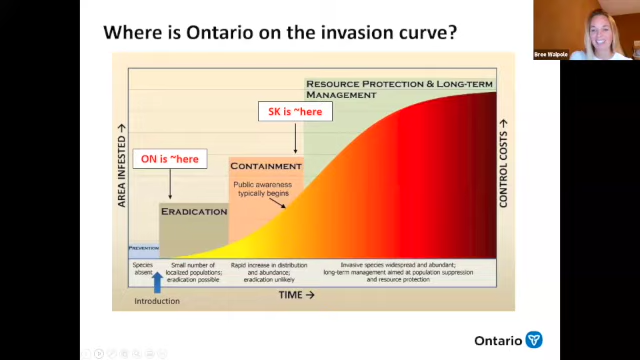 Where is Ontario on the invasion curve?
Bree Walpole
RESOURCE PROTECTION & LONG-TERM
MANAGEMENT
SK is ~here
ON is ~here
CONTAINMENT
Public awareness
typically begins
ERADICATION
PREVENTION
AREA INFESTED →
CONTROL COSTS →
Species
absent
Small number of
localized populations;
eradication possible
Rapid increase in distribution
and abundance;
eradication unlikely
Invasive species widespread and abundant;
long-term management aimed at population suppression
and resource protection
Introduction
TIME →
Ontario